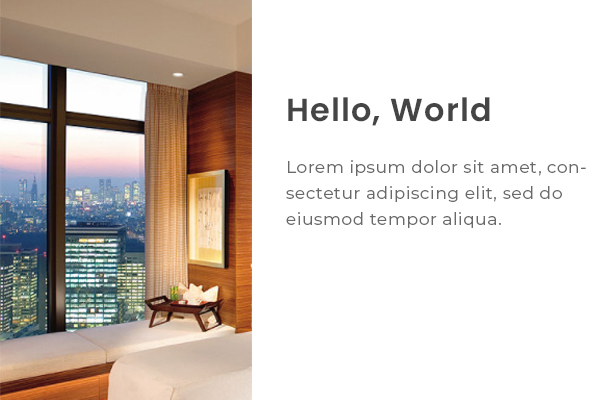 Hello, World
Lorem ipsum dolor sit amet, con-
sectetur adipiscing elit, sed do
eiusmod tempor aliqua.